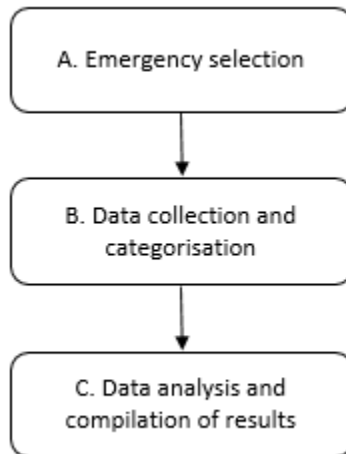 A. Emergency selection
B. Data collection and
categorisation
C. Data analysis and
compilation of results